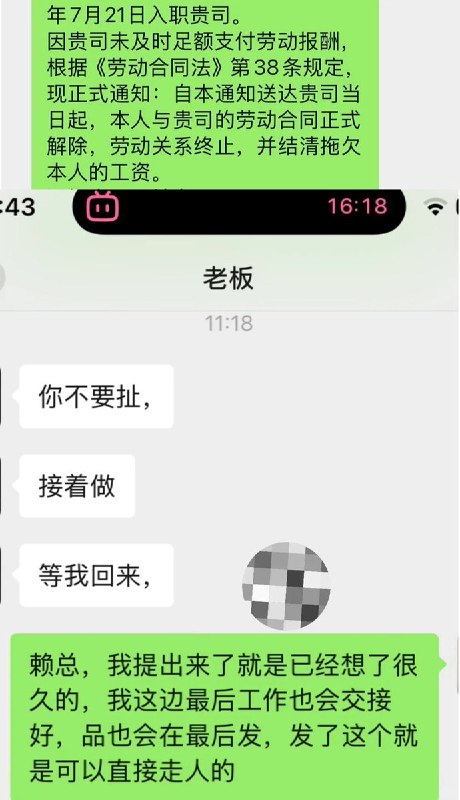 年7月21日入职贵司。
因贵司未及时足额支付劳动报酬，
根据《劳动合同法》第38条规定，
现正式通知：自本通知送达贵司当
日起，本人与贵司的劳动合同正式
解除，劳动关系终止，并结清拖欠
本人的工资。
:43
16:18
老板
11:18
你不要扯，
接着做
等我回来，
赖总，我提出来了就是已经想了很
久的，我这边最后工作也会交接
好，品也会在最后发，发了这个就
是可以直接走人的